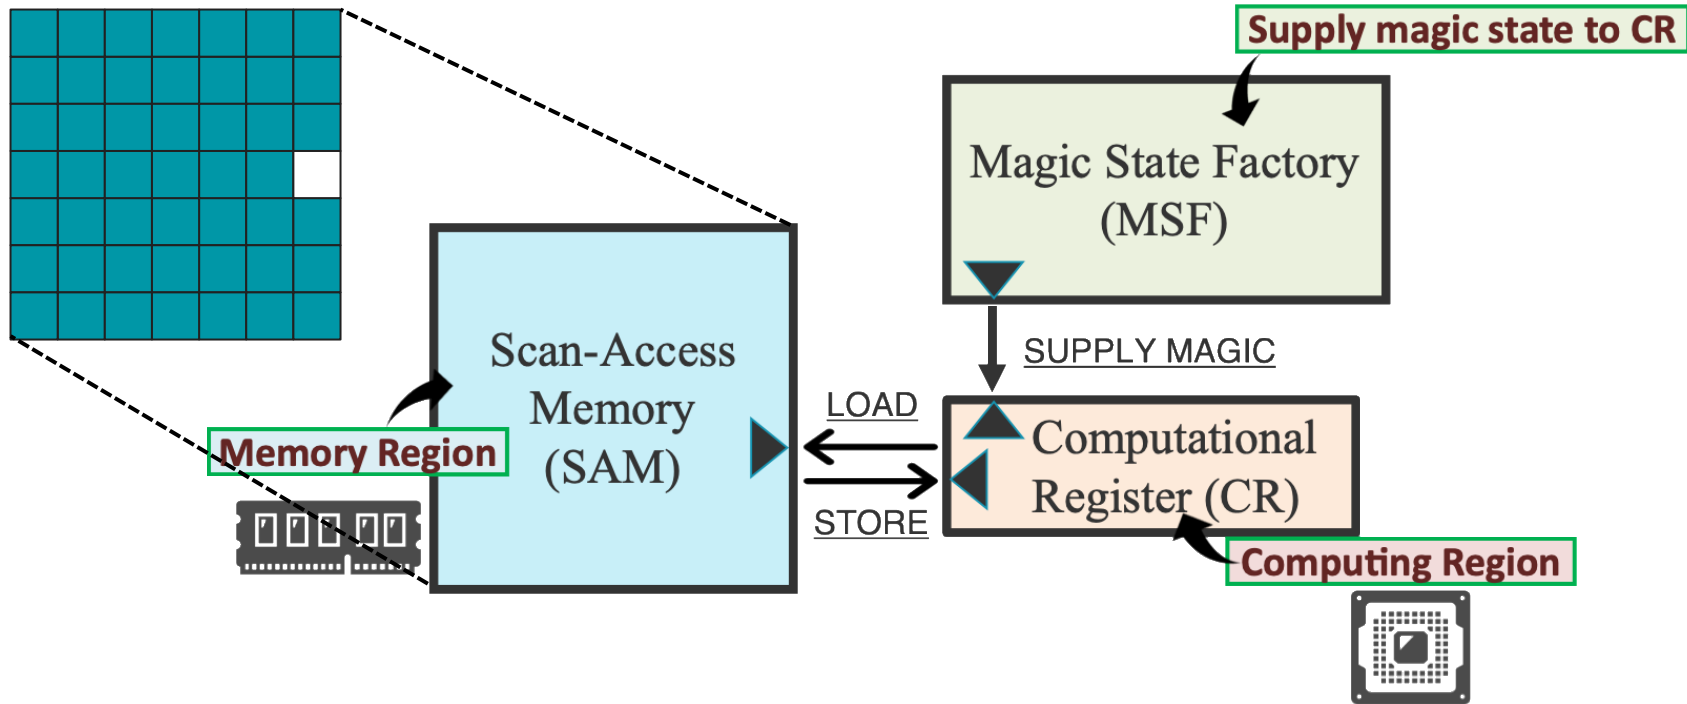 Supply magic state to CR
Magic State Factory
(MSF)
SUPPLY MAGIC
Scan-Access
Memory
(SAM)
Memory Region
LOAD
STORE
Computational
Register (CR)
Computing Region